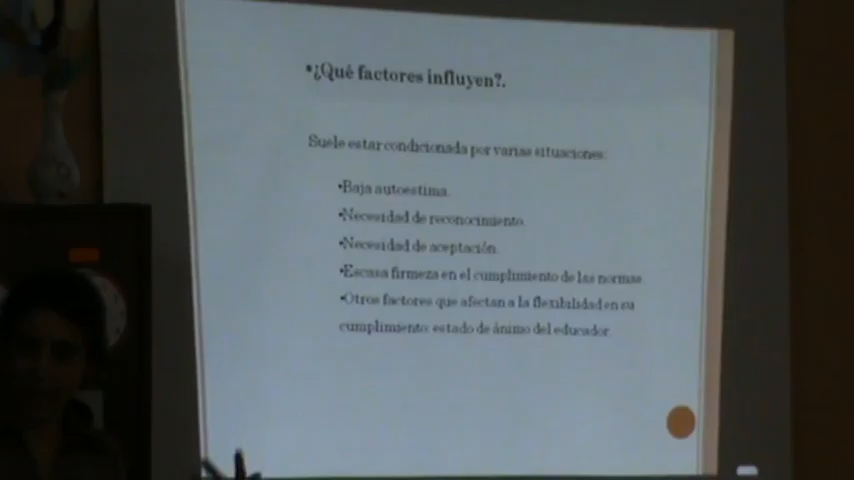 •¿Qué factores influyen?.
Suele estar condicionada por varias situaciones:
•Baja autoestima.
•Necesidad de reconocimiento.
•Necesidad de aceptación.
•Escasa firmeza en el cumplimiento de las normas.
•Otros factores que afectan a la flexibilidad en su
cumplimiento: estado de ánimo del educador.